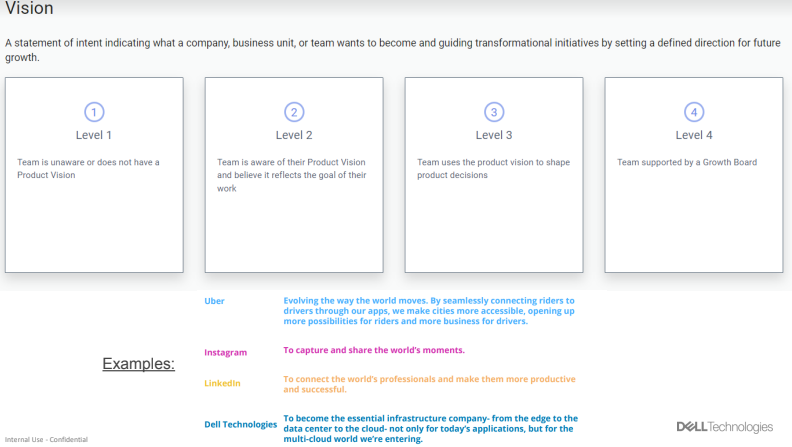 Vision
A statement of intent indicating what a company, business unit, or team wants to become and guiding transformational initiatives by setting a defined direction for future
growth.
1
Level 1
Team is unaware or does not have a
Product Vision
2
Level 2
Team is aware of their Product Vision
and believe it reflects the goal of their
work
3
Level 3
Team uses the product vision to shape
product decisions
4
Level 4
Team supported by a Growth Board
Examples:
Uber
Evolving the way the world moves. By seamlessly connecting riders to
drivers through our apps, we make cities more accessible, opening up
more possibilities for riders and more business for drivers.
Instagram
To capture and share the world's moments.
LinkedIn
To connect the world's professionals and make them more productive
and successful.
Dell Technologies
To become the essential infrastructure company- from the edge to the
data center to the cloud- not only for today's applications, but for the
multi-cloud world we're entering.
Internal Use - Confidential
DELLTechnologies